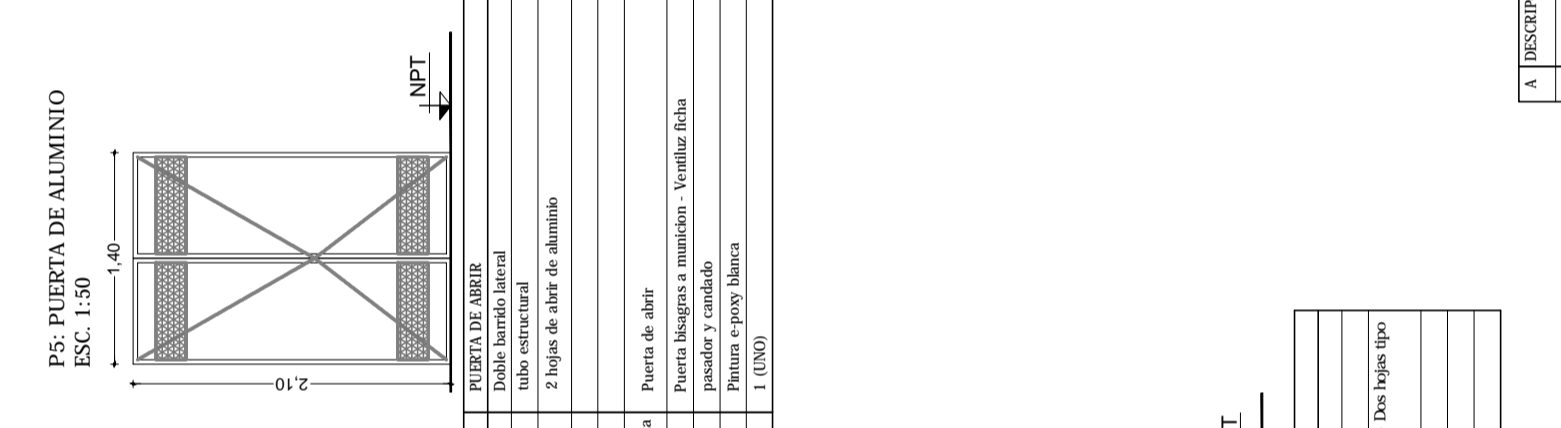 P5: PUERTA DE ALUMINIO
ESC. 1:50
1,40
2,10
NPT
PUERTA DE ABRIR
Doble barrido lateral
tubo estructural
2 hojas de abrir de aluminio
a
Puerta de abrir
Puerta bisagras a municion - Ventiluz ficha
pasador y candado
Pintura e-poxy blanca
1 (UNO)
T
Dos hojas tipo
A DESCRIP